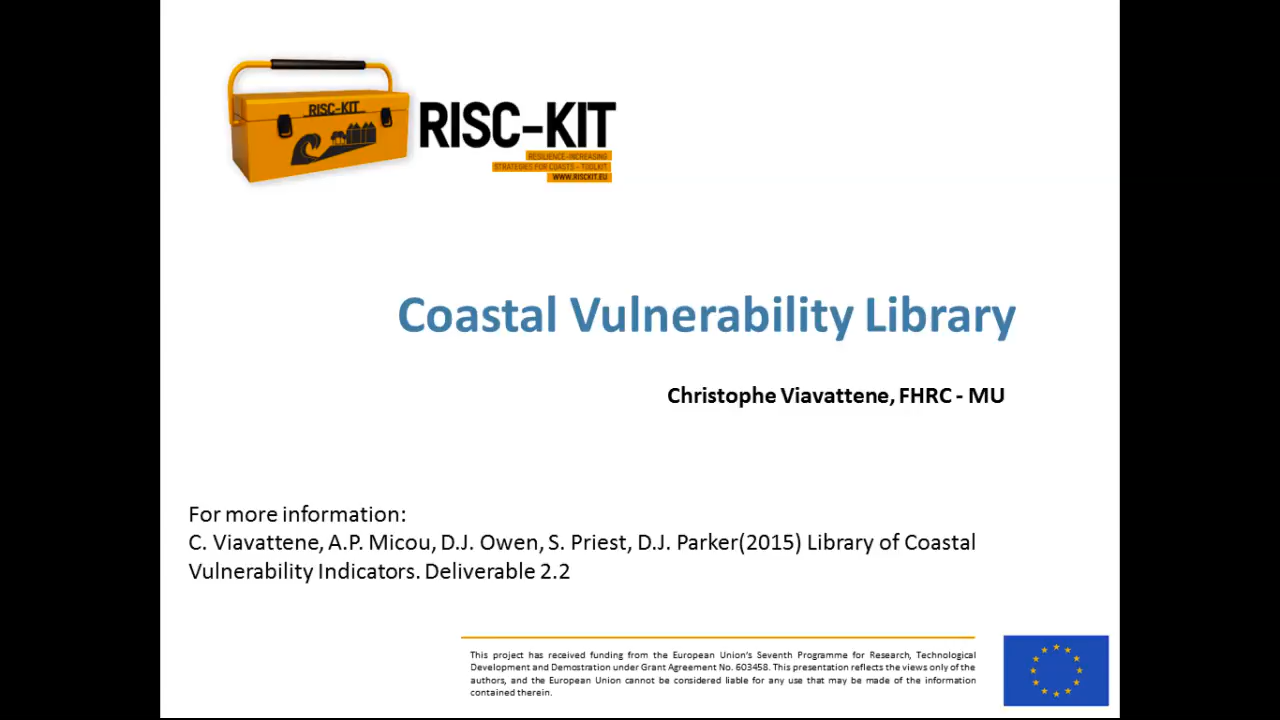 RISC-KIT
RISC-KIT
RESILIENCE-INCREASING
STRATEGIES FOR COASTS - TOOLKIT
WWW.RISCKIT.EU
Coastal Vulnerability Library
Christophe Viavattene, FHRC - MU
For more information:
C. Viavattene, A.P. Micou, D.J. Owen, S. Priest, D.J. Parker(2015) Library of Coastal
Vulnerability Indicators. Deliverable 2.2
This project has received funding from the European Union's Seventh Programme for Research, Technological
Development and Demostration under Grant Agreement No. 603458. This presentation reflects the views only of the
authors, and the European Union cannot be considered liable for any use that may be made of the information
contained therein.